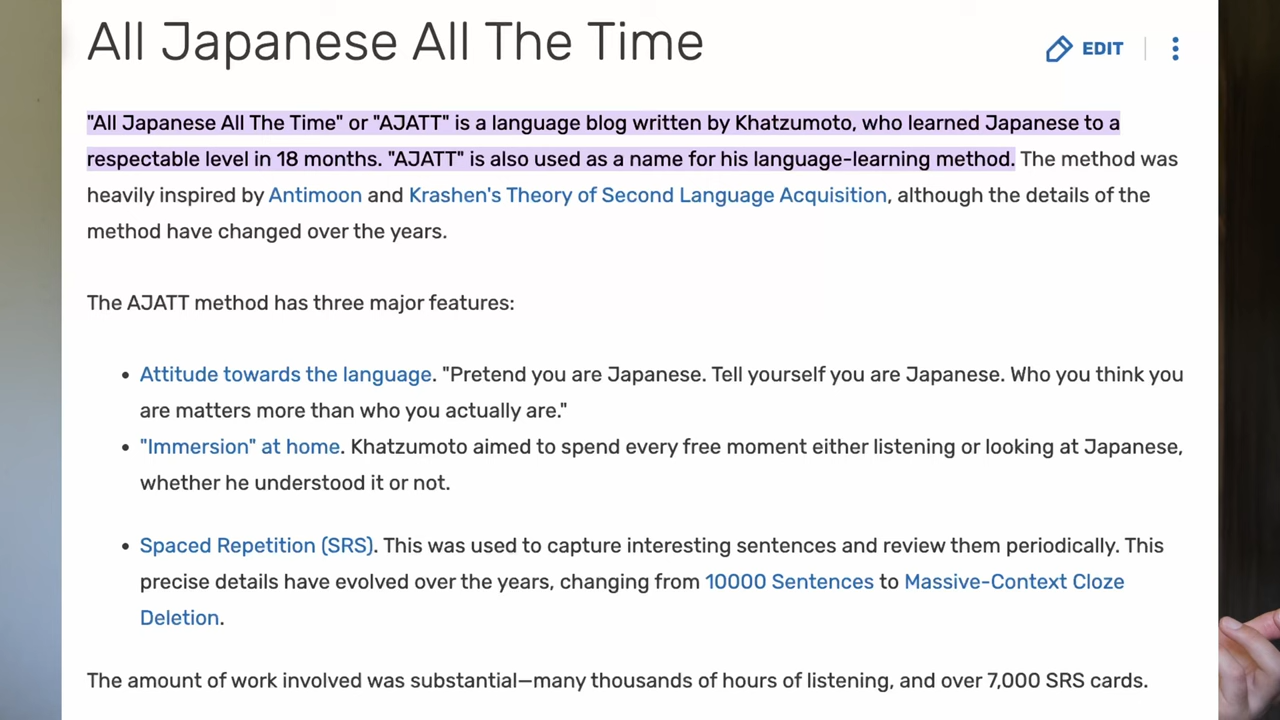 All Japanese All The Time
EDIT
"All Japanese All The Time" or "AJATT" is a language blog written by Khatzumoto, who learned Japanese to a
respectable level in 18 months. "AJATT" is also used as a name for his language-learning method. The method was
heavily inspired by Antimoon and Krashen's Theory of Second Language Acquisition, although the details of the
method have changed over the years.
The AJATT method has three major features:
• Attitude towards the language. "Pretend you are Japanese. Tell yourself you are Japanese. Who you think you
are matters more than who you actually are."
• "Immersion" at home. Khatzumoto aimed to spend every free moment either listening or looking at Japanese,
whether he understood it or not.
• Spaced Repetition (SRS). This was used to capture interesting sentences and review them periodically. This
precise details have evolved over the years, changing from 10000 Sentences to Massive-Context Cloze
Deletion.
The amount of work involved was substantial—many thousands of hours of listening, and over 7,000 SRS cards.